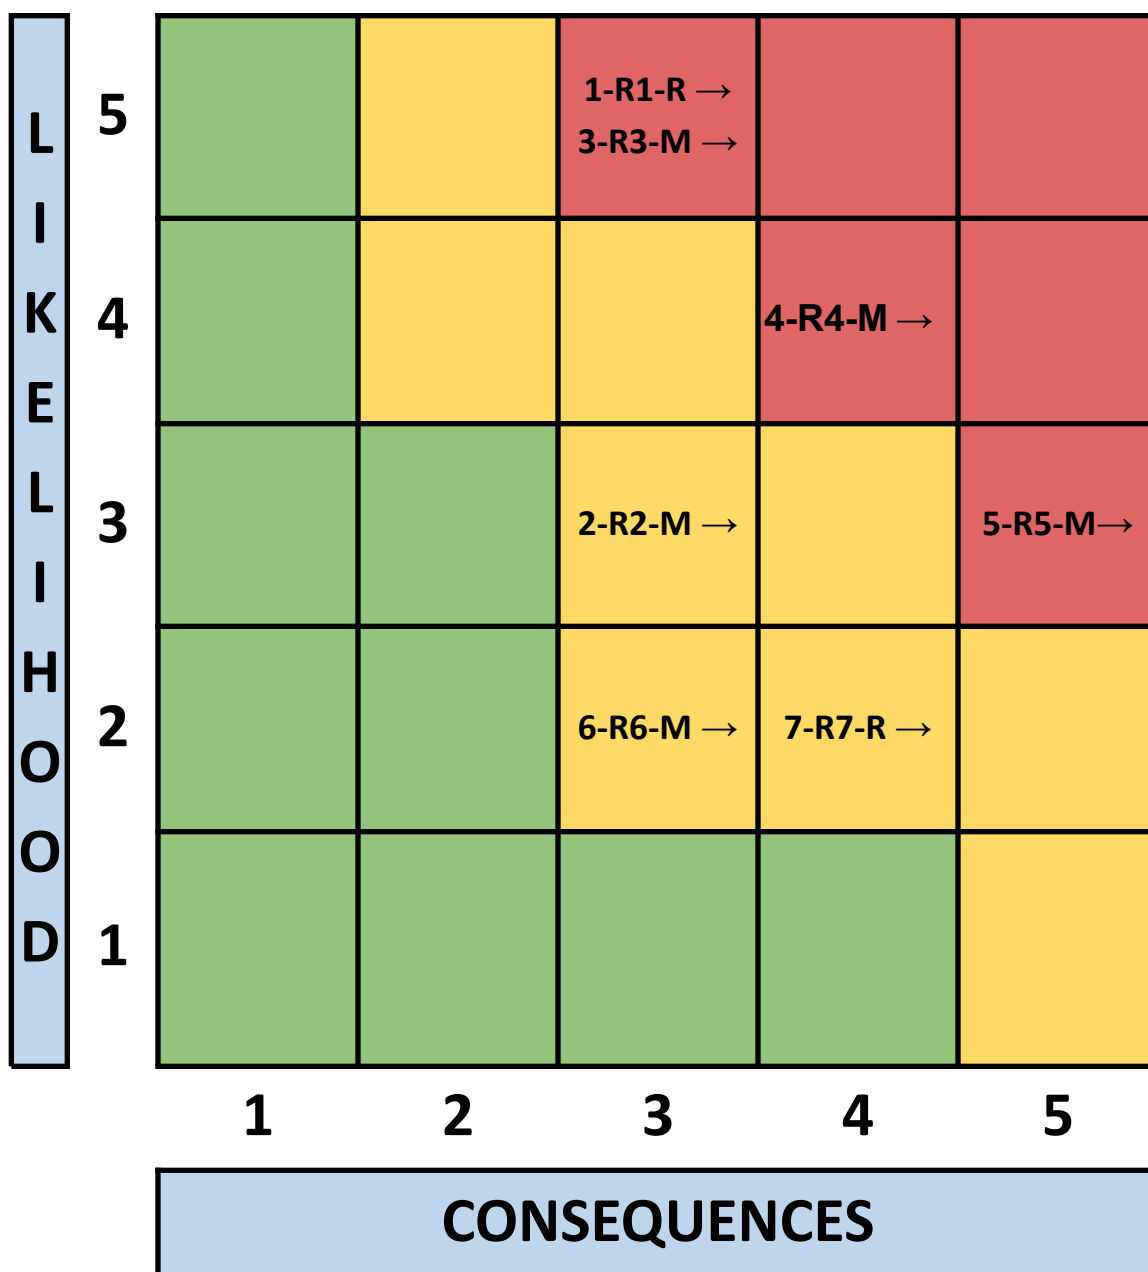 LIKELIHOOD
5
1-R1-R →
3-R3-M →
4
4-R4-M →
3
2-R2-M →
5-R5-M→
2
6-R6-M →
7-R7-R →
1
1 2 3 4 5
CONSEQUENCES